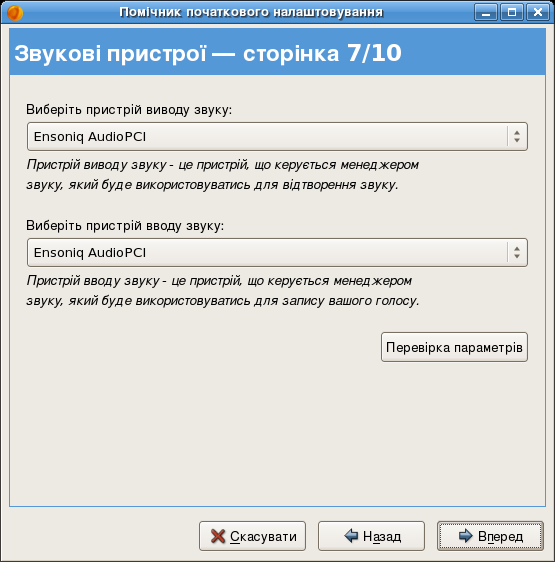 Помічник початкового налаштовування
Звукові пристрої — сторінка 7/10
Виберіть пристрій виводу звуку:
Ensoniq AudioPCI
Пристрій виводу звуку - це пристрій, що керується менеджером
звуку, який буде використовуватись для відтворення звуку.
Виберіть пристрій вводу звуку:
Ensoniq AudioPCI
Пристрій вводу звуку - це пристрій, що керується менеджером
звуку, який буде використовуватись для запису вашого голосу.
Перевірка параметрів
Скасувати Назад Вперед